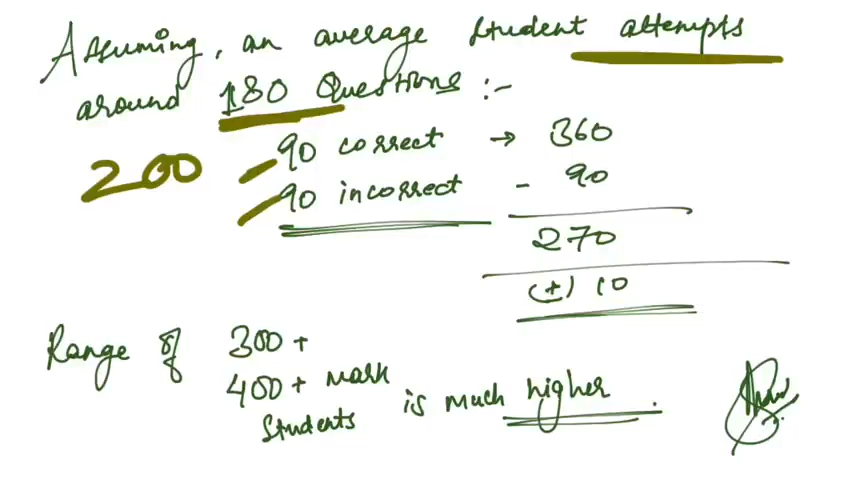 Assuming, an average student attempts
around 180 Questions :-
200
90 correct → 360
90 incorrect - 90
270
(±) 10
Range of 300+
400+ mark
students
is much higher.